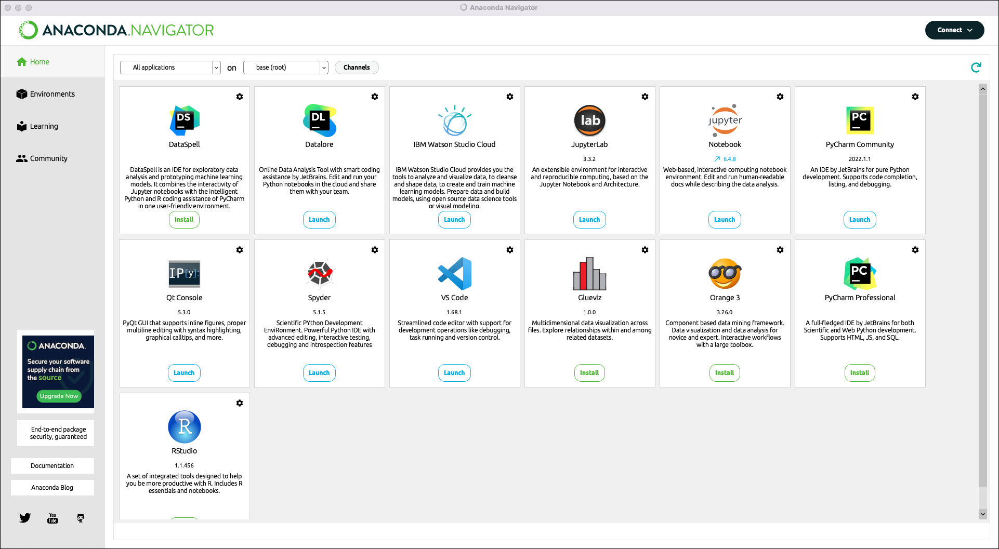 Anaconda Navigator
ANACONDA.NAVIGATOR
Connect
Home
Environments
Learning
Community
ANACONDA.
Secure your software
supply chain from
the source
Upgrade Now
End-to-end package
security, guaranteed
Documentation
Anaconda Blog
You
Tube
All applications
on
base (root)
Channels
DS
DataSpell
DataSpell is an IDE for exploratory data
analysis and prototyping machine learning
models. It combines the interactivity of
Jupyter notebooks with the intelligent
Python and R coding assistance of PyCharm
in one user-friendly environment.
Install
DL
Datalore
Online Data Analysis Tool with smart coding
assistance by JetBrains. Edit and run your
Python notebooks in the cloud and share
them with your team.
Launch
IBM Watson Studio Cloud
IBM Watson Studio Cloud provides you the
tools to analyze and visualize data, to cleanse
and shape data, to create and train machine
learning models. Prepare data and build
models, using open source data science tools
or visual modeling.
Launch
lab
JupyterLab
3.3.2
An extensible environment for interactive
and reproducible computing, based on the
Jupyter Notebook and Architecture.
Launch
jupyter
Notebook
6.4.8
Web-based, interactive computing notebook
environment. Edit and run human-readable
docs while describing the data analysis.
Launch
PC
PyCharm Community
2022.1.1
An IDE by JetBrains for pure Python
development. Supports code completion,
listing, and debugging.
Launch
IP[y]:
Qt Console
5.3.0
PyQt GUI that supports inline figures, proper
multiline editing with syntax highlighting,
graphical calltips, and more.
Launch
Spyder
5.1.5
Scientific PYthon Development
EnviRonment. Powerful Python IDE with
advanced editing, interactive testing,
debugging and introspection features
Launch
VS Code
1.68.1
Streamlined code editor with support for
development operations like debugging,
task running and version control.
Launch
Glueviz
1.0.0
Multidimensional data visualization across
files. Explore relationships within and among
related datasets.
Install
Orange 3
3.26.0
Component based data mining framework.
Data visualization and data analysis for
novice and expert. Interactive workflows
with a large toolbox.
Install
PC
PyCharm Professional
A full-fledged IDE by JetBrains for both
Scientific and Web Python development.
Supports HTML, JS, and SQL.
Install
R
RStudio
1.1.456
A set of integrated tools designed to help
you be more productive with R. Includes R
essentials and notebooks.